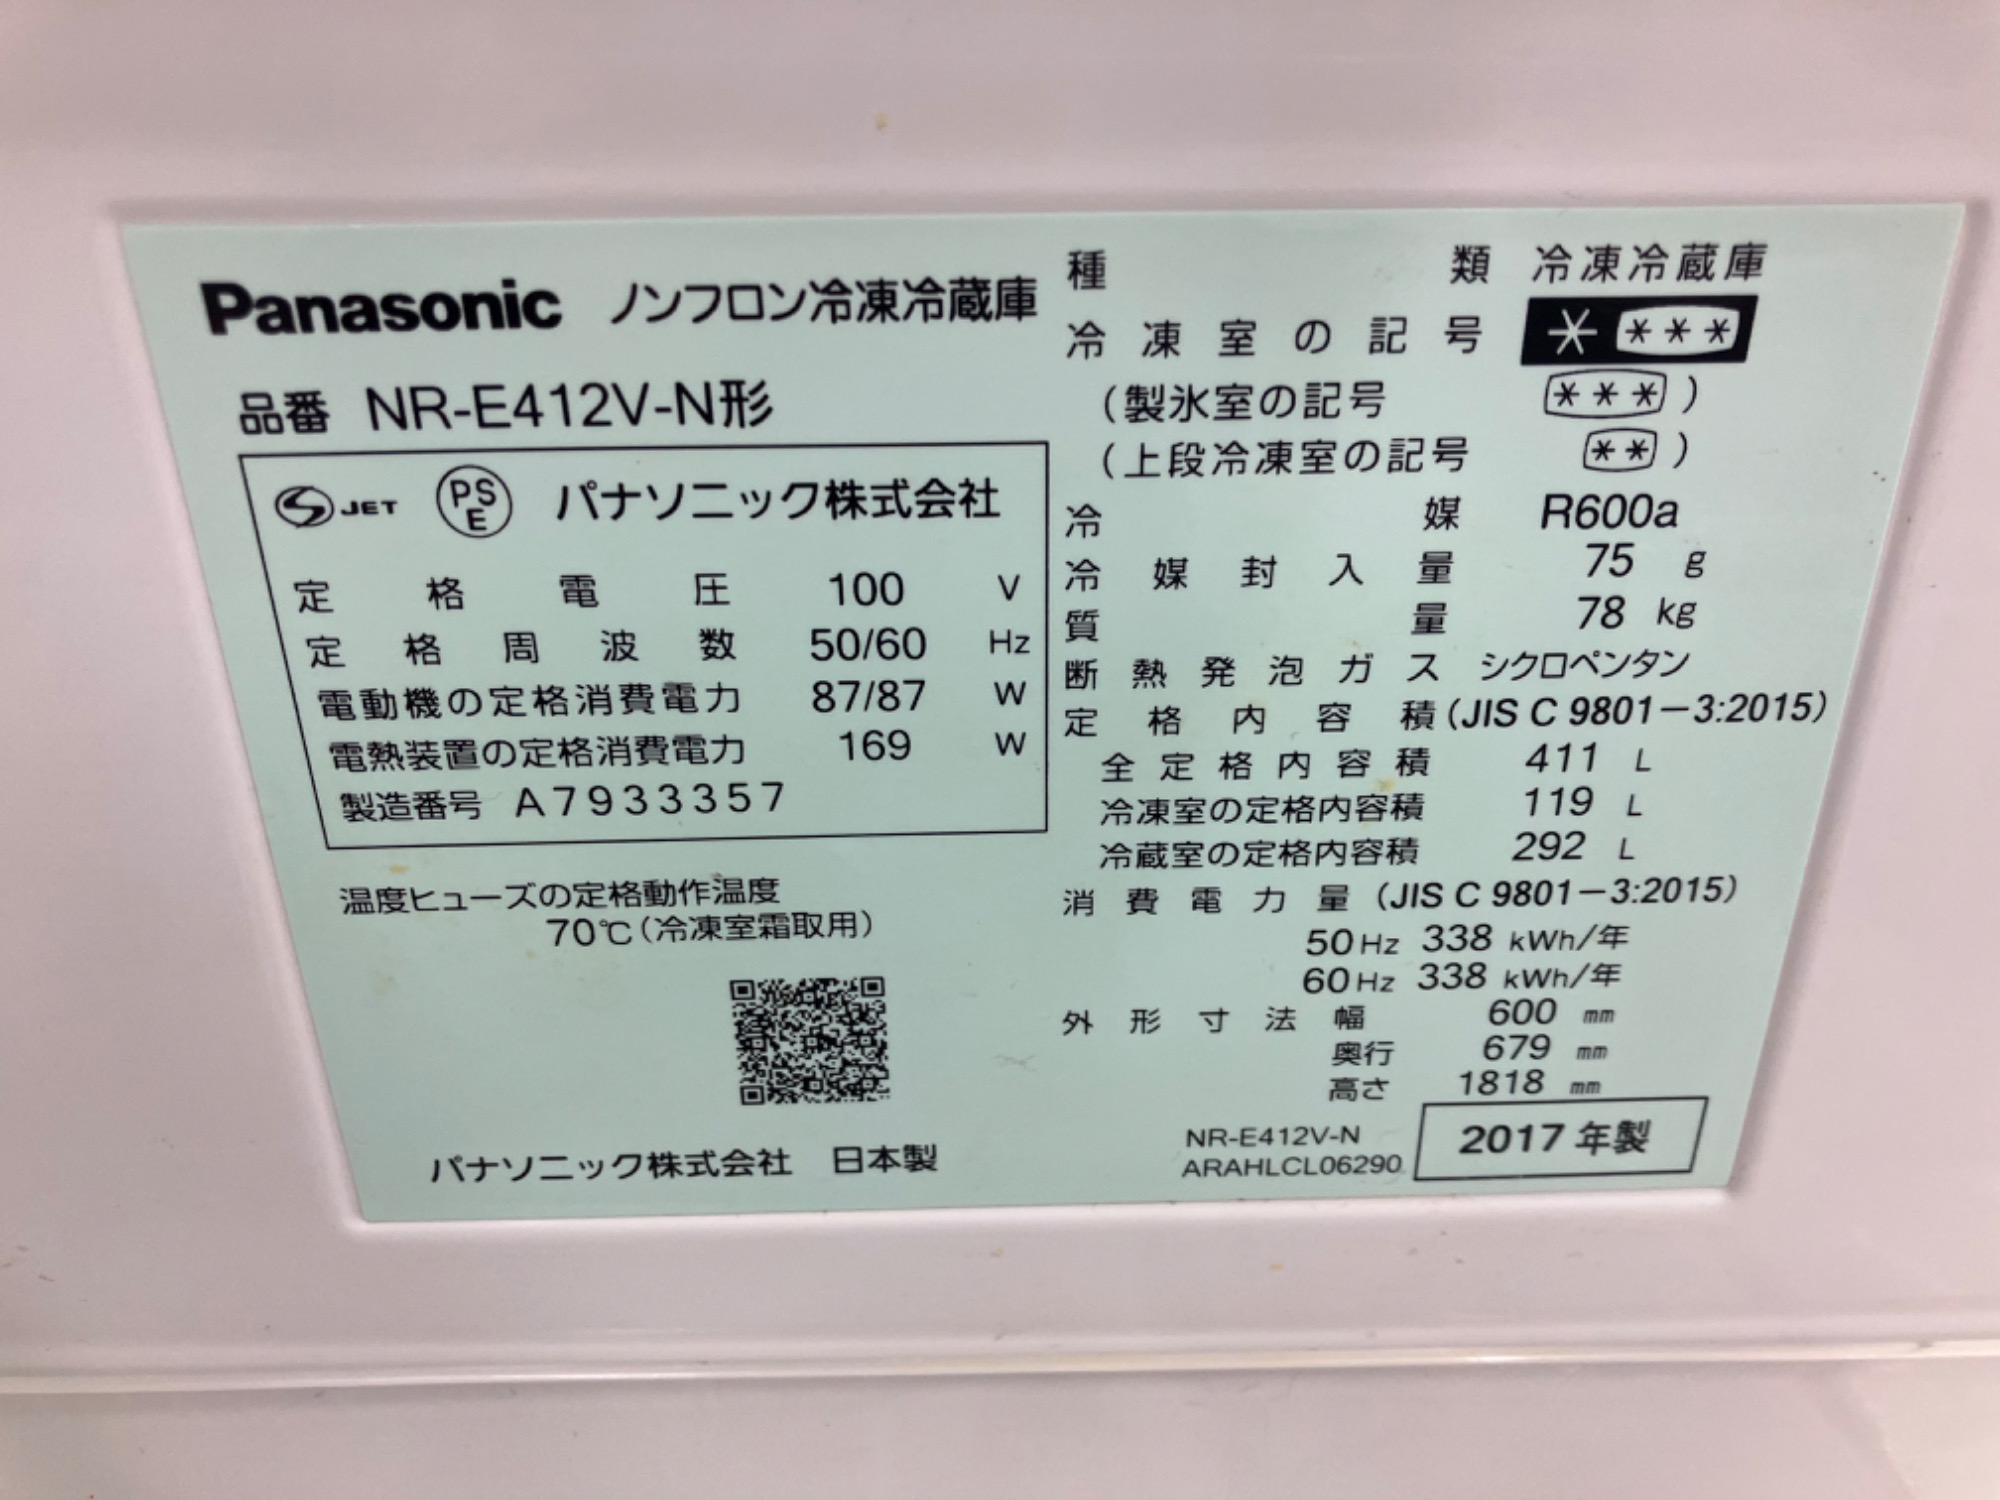 Panasonic ノンフロン冷凍冷蔵庫
品番 NR-E412V-N形
JET PSE パナソニック株式会社
定格電圧 100 V
定格周波数 50/60 Hz
電動機の定格消費電力 87/87 W
電熱装置の定格消費電力 169 W
製造番号 A7933357
温度ヒューズの定格動作温度
70℃(冷凍室霜取用)
パナソニック株式会社 日本製
種類 冷凍冷蔵庫
冷凍室の記号 * ***
(製氷室の記号 ***)
(上段冷凍室の記号 **)
冷媒 R600a
冷媒封入量 75 g
質量 78 kg
断熱発泡ガス シクロペンタン
定格内容積(JIS C 9801-3:2015)
全定格内容積 411 L
冷凍室の定格内容積 119 L
冷蔵室の定格内容積 292 L
消費電力量(JIS C 9801-3:2015)
50Hz 338 kWh/年
60Hz 338 kWh/年
外形寸法 幅 600 mm
奥行 679 mm
高さ 1818 mm
NR-E412V-N
ARAHLCL06290
2017年製